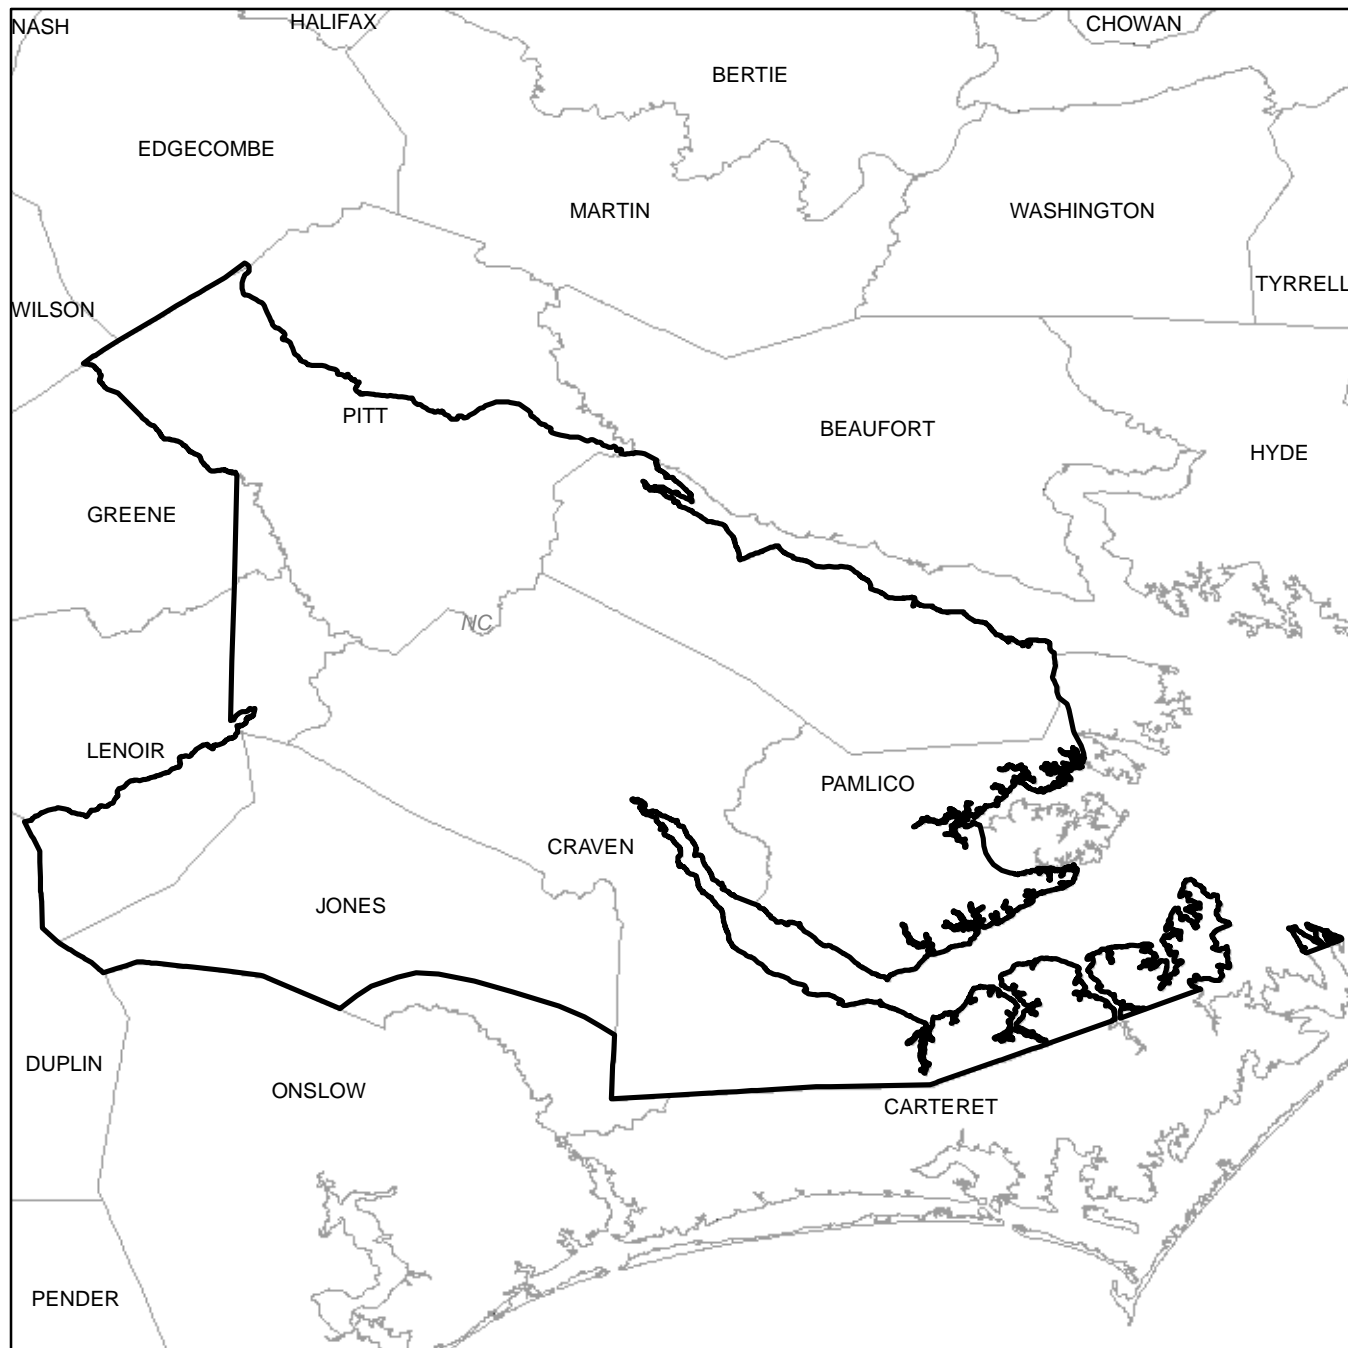 NASH
HALIFAX
CHOWAN
BERTIE
EDGECOMBE
MARTIN
WASHINGTON
TYRRELL
WILSON
PITT
BEAUFORT
HYDE
GREENE
NC
LENOIR
PAMLICO
CRAVEN
JONES
DUPLIN
ONSLOW
CARTERET
PENDER